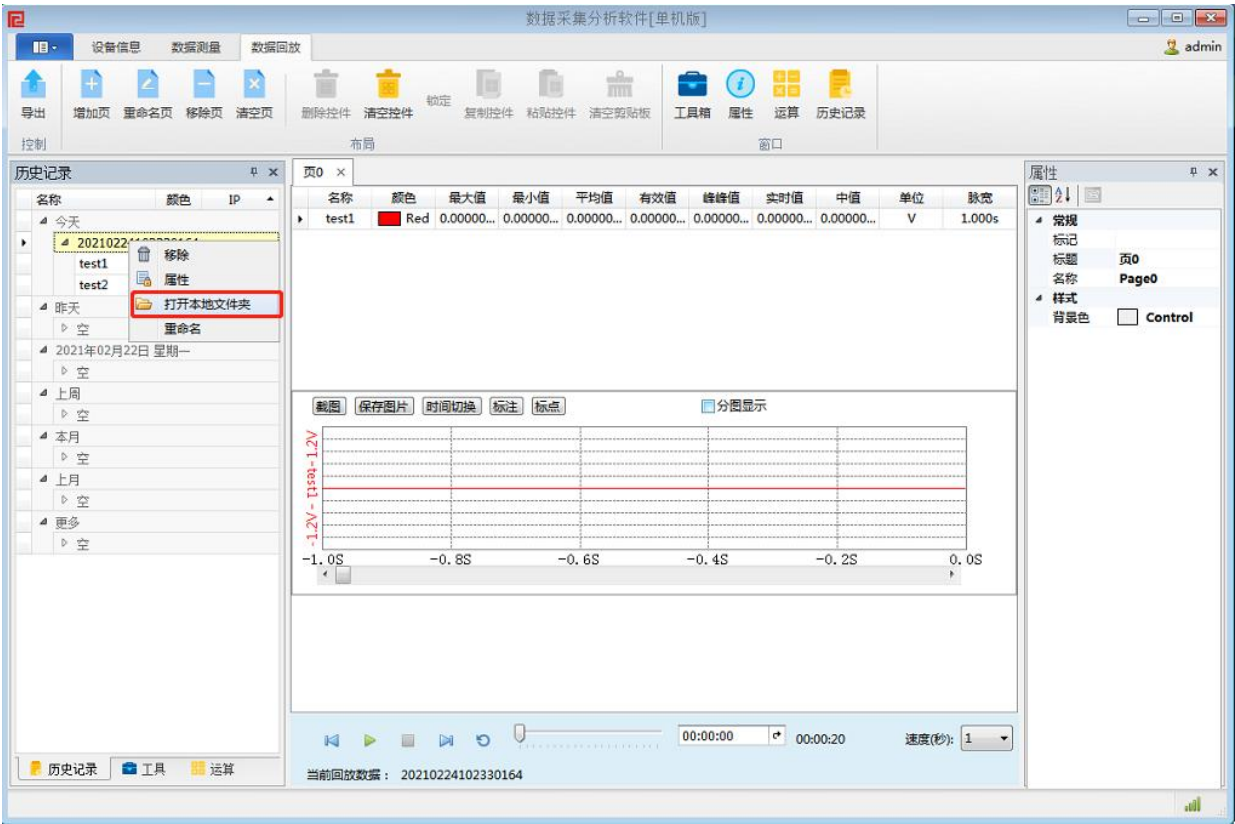 数据采集分析软件[单机版]
设备信息 数据测量 数据回放 admin
导出 增加页 重命名页 移除页 清空页 删除控件 清空控件 锁定 复制控件 粘贴控件 清空剪贴板 工具箱 属性 运算 历史记录
控制 布局 窗口
历史记录
名称 颜色 IP
今天
20210224102330164
test1
test2
移除
属性
打开本地文件夹
重命名
昨天
空
2021年02月22日 星期一
空
上周
空
本月
空
上月
空
更多
空
历史记录 工具 运算
页0
名称 颜色 最大值 最小值 平均值 有效值 峰峰值 实时值 中值 单位 脉宽
test1 Red 0.00000... 0.00000... 0.00000... 0.00000... 0.00000... 0.00000... 0.00000... V 1.000s
截图 保存图片 时间切换 标注 标点 分图显示
-1.2V - test1-1.2V
-1.0S -0.8S -0.6S -0.4S -0.2S 0.0S
00:00:00 00:00:20 速度(秒): 1
当前回放数据： 20210224102330164
属性
常规
标记
标题 页0
名称 Page0
样式
背景色 Control